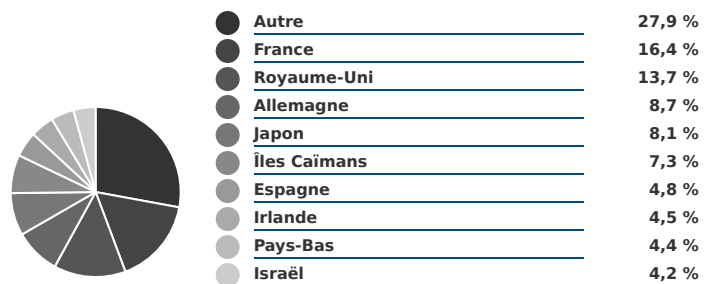 Autre 27,9 %
France 16,4 %
Royaume-Uni 13,7 %
Allemagne 8,7 %
Japon 8,1 %
Îles Caïmans 7,3 %
Espagne 4,8 %
Irlande 4,5 %
Pays-Bas 4,4 %
Israël 4,2 %